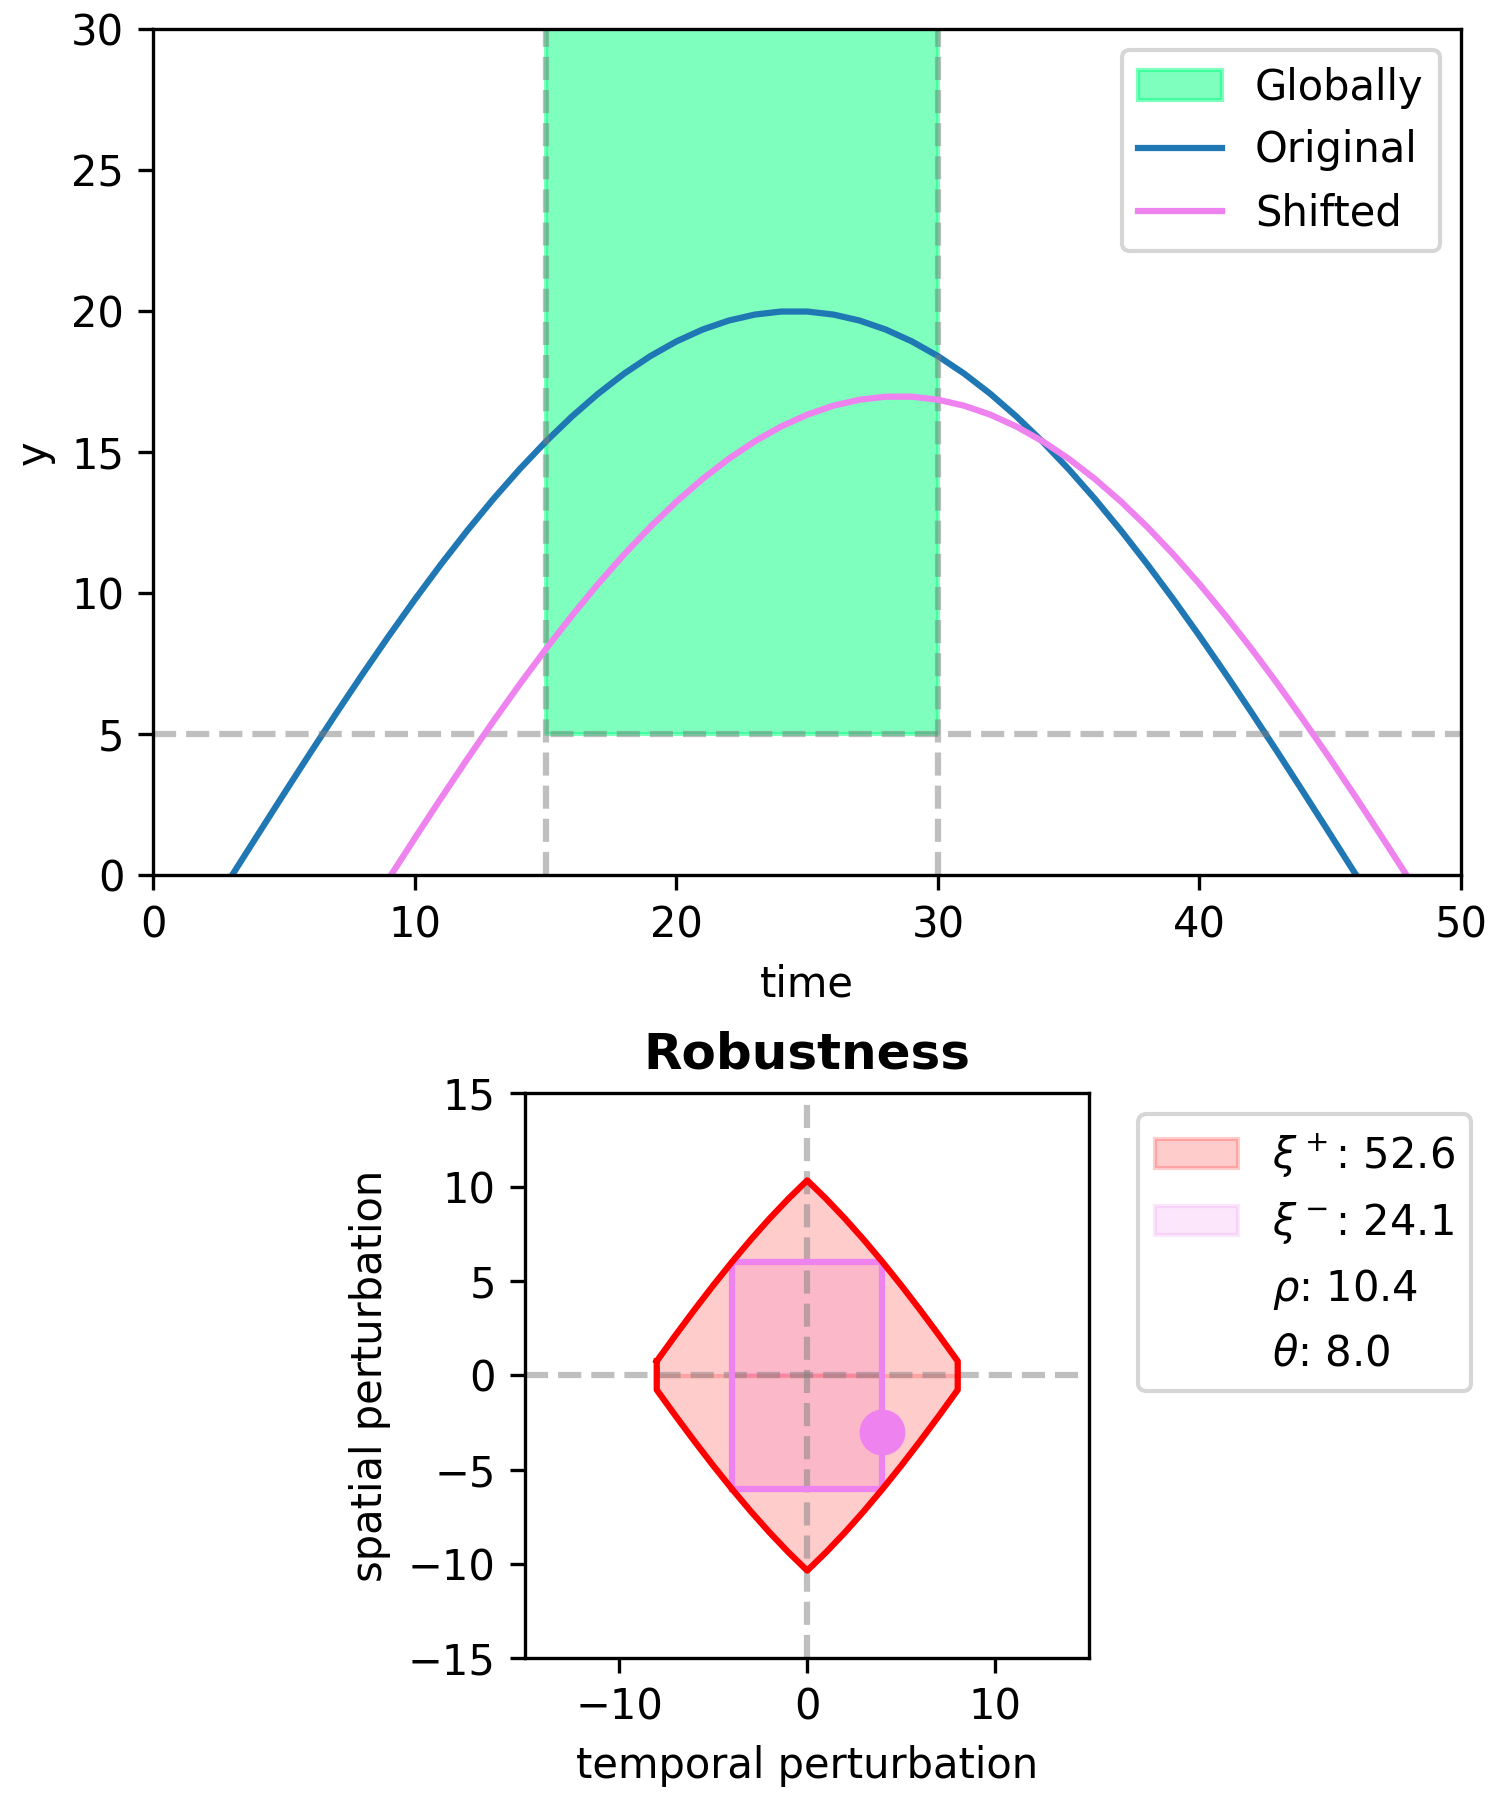 30
25
20
15
10
5
0
y
0 10 20 30 40 50
time
Globally
Original
Shifted
Robustness
15
10
5
0
−5
−10
−15
spatial perturbation
−10 0 10
temporal perturbation
ξ⁺: 52.6
ξ⁻: 24.1
ρ: 10.4
θ: 8.0